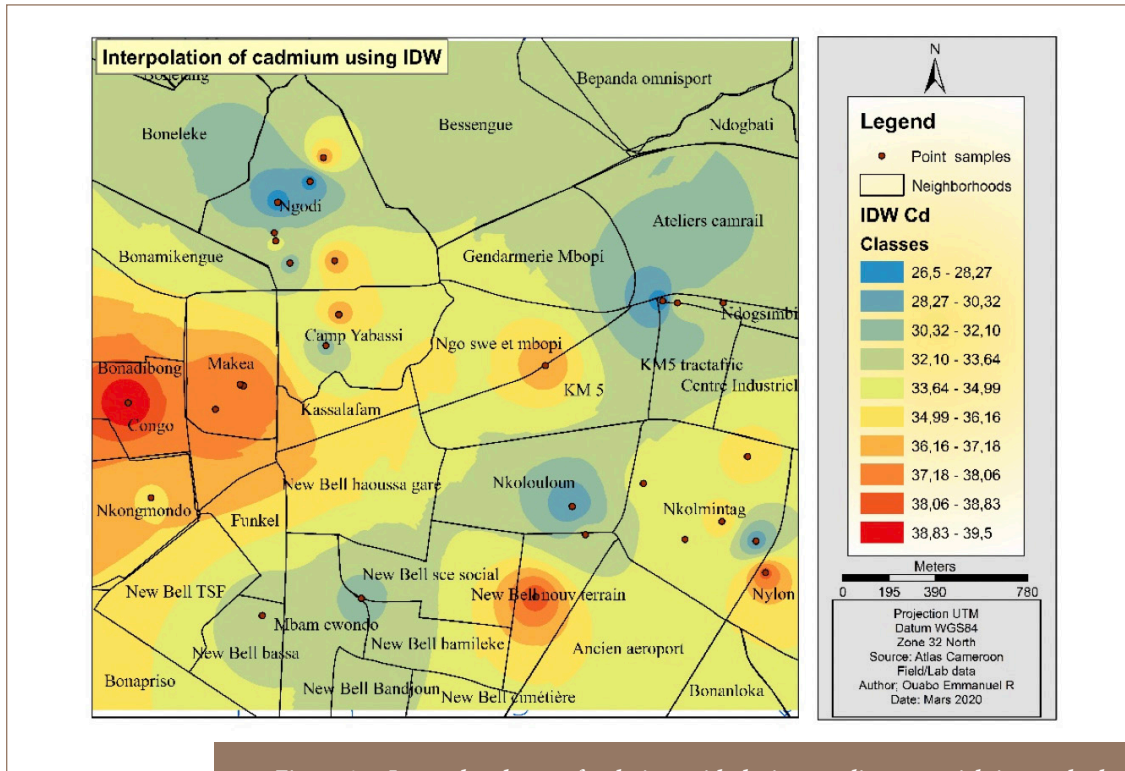 Interpolation of cadmium using IDW
Bepanda omnisport
Boneleke
Bessengue
Ndogbati
Ngodi
Ateliers camrail
Bonamikengue
Gendarmerie Mbopi
Ndogsimbi
Camp Yabassi
Ngo swe et mbopi
Bonadibong
Makea
KM5 tractafric
KM 5
Centre Industriel
Congo
Kassalafam
Nkongmondo
New Bell haoussa gare
Nkolouloun
Nkolmintag
Funkel
New Bell TSF
New Bell sce social
New Bell nouv terrain
Nylon
Mbam ewondo
New Bell bassa
New Bell bamileke
Ancien aeroport
Bonapriso
New Bell Bandjoun
New Bell cimétière
Bonanloka
N
Legend
Point samples
Neighborhoods
IDW Cd
Classes
26,5 - 28,27
28,27 - 30,32
30,32 - 32,10
32,10 - 33,64
33,64 - 34,99
34,99 - 36,16
36,16 - 37,18
37,18 - 38,06
38,06 - 38,83
38,83 - 39,5
Meters
0 195 390 780
Projection UTM
Datum WGS84
Zone 32 North
Source: Atlas Cameroon
Field/Lab data
Author; Ouabo Emmanuel R
Date: Mars 2020